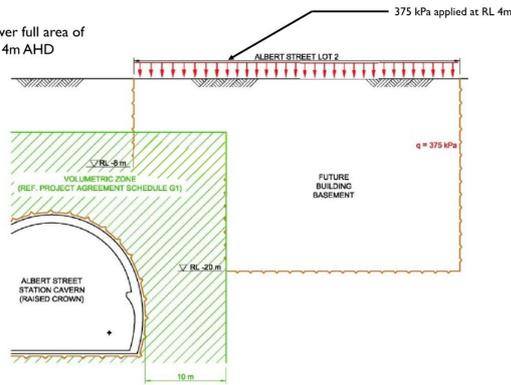 375 kPa applied at RL 4m
ver full area of
4m AHD
ALBERT STREET LOT 2
q = 375 kPa
RL -8 m
VOLUMETRIC ZONE
(REF. PROJECT AGREEMENT SCHEDULE G1)
FUTURE
BUILDING
BASEMENT
RL -20 m
ALBERT STREET
STATION CAVERN
(RAISED CROWN)
10 m